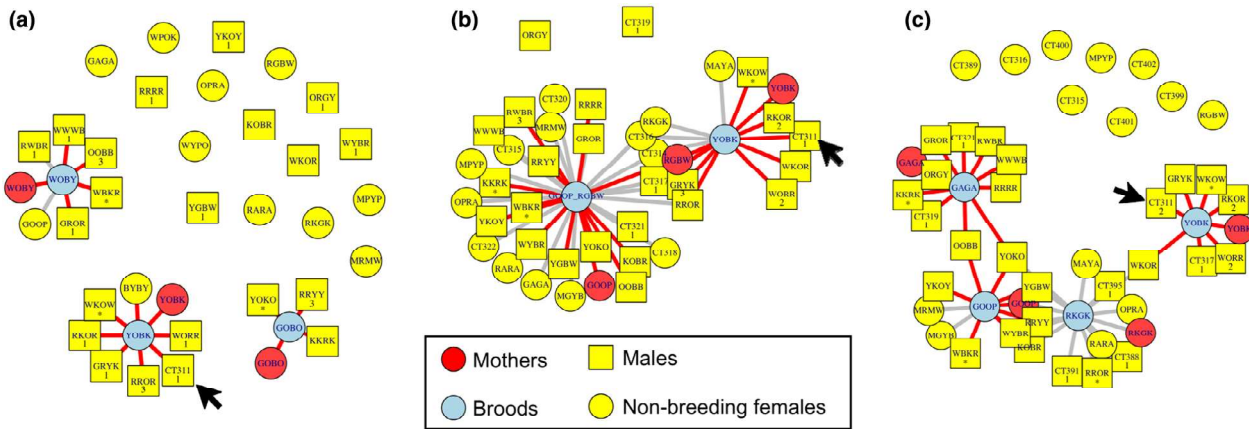 (a)
WPOK
YKOY
1
GAGA
RGBW
RRRR
1
OPRA
ORGY
1
KOBR
WWWB
1
RWBR
1
OOBB
3
WYPO
WKOR
WYBR
1
WOBY
WOBY
WBKR
*
GOOP
GROR
1
YGBW
1
RARA
RKGK
MPYP
MRMW
BYBY
YOBK
WKOW
*
RKOR
1
YOBK
WORR
1
GRYK
1
RROR
3
CT311
1
YOKO
*
RRYY
3
GOBO
KKRK
GOBO
(b)
ORGY
CT319
1
MAYA
WKOW
*
YOBK
CT320
RRRR
RWBR
3
MRMW
GROR
RKGK
CT316
YOBK
RKOR
2
CT311
1
WWWB
CT315
RRYY
CT314
RGBW
WKOR
MPYP
KKRK
*
CT317
1
GRYK
3
WORR
2
OPRA
WBKR
*
GOOP_RGBW
RROR
YKOY
CT322
WYBR
YOKO
CT321
1
KOBR
CT318
RARA
YGBW
GAGA
MGYB
GOOP
OOBB
Mothers
Males
Broods
Non-breeding females
(c)
CT389
CT316
CT400
MPYP
CT402
CT315
CT399
CT401
RGBW
GROR
CT321
1
RWBR
WWWB
GAGA
ORGY
GAGA
RRRR
KKRK
*
CT319
1
GRYK
WKOW
*
CT311
2
RKOR
2
YOBK
YOBK
CT317
1
WORR
2
OOBB
YOKO
WKOR
MAYA
YKOY
YGBW
CT395
1
MRMW
GOOP
GOOP
RKGK
OPRA
MGYB
WYBR
RRYY
RKGK
WBKR
*
KOBR
RARA
CT388
1
CT391
1
RROR
*